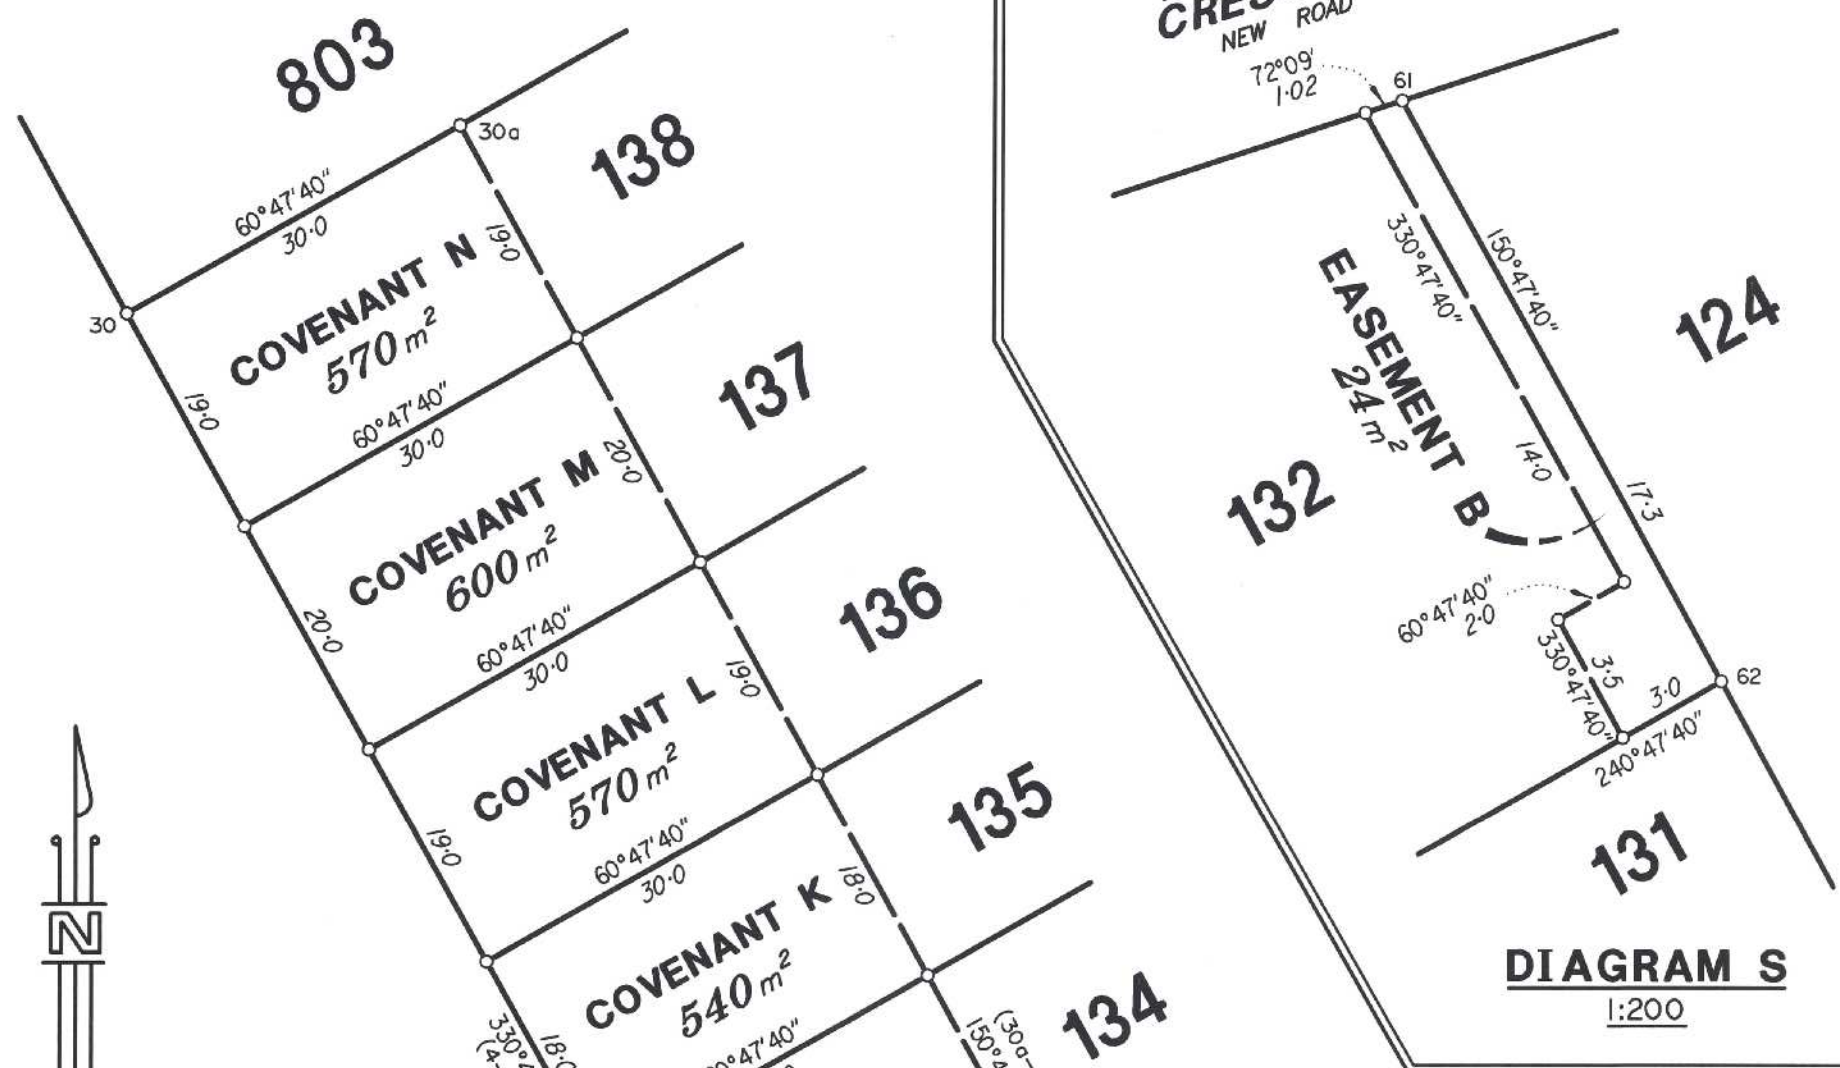 803
30a
138
60°47'40"
30·0
19·0
COVENANT N
570 m²
30
19·0
137
60°47'40"
30·0
20·0
COVENANT M
600 m²
20·0
136
60°47'40"
30·0
19·0
COVENANT L
570 m²
19·0
135
60°47'40"
30·0
18·0
COVENANT K
540 m²
134
18·0
N
NEW ROAD
72°09'
1·02
61
330°47'40"
150°47'40"
124
EASEMENT B
24 m²
14·0
17·3
132
60°47'40"
2·0
330°47'40"
3·5
3·0
62
240°47'40"
131
DIAGRAM S
1:200